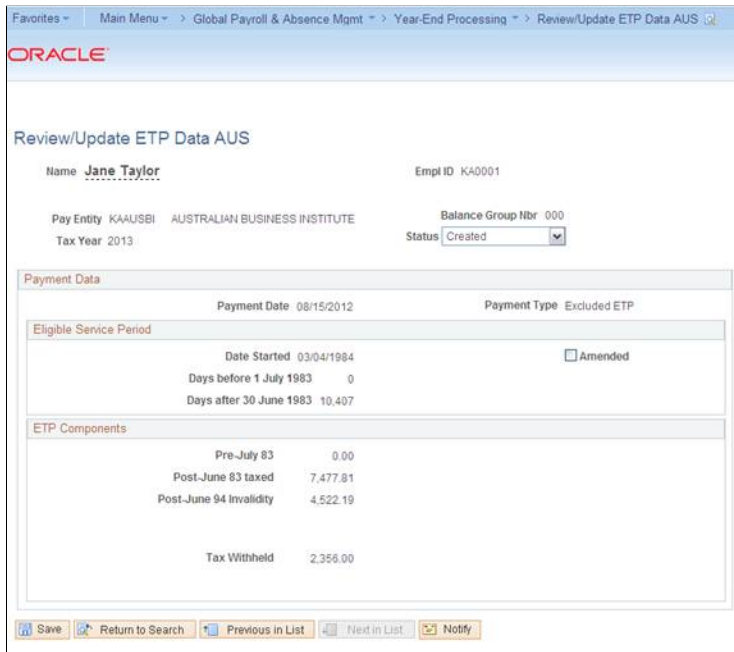 Favorites Main Menu > Global Payroll & Absence Mgmt > Year-End Processing > Review/Update ETP Data AUS
ORACLE
Review/Update ETP Data AUS
Name Jane Taylor Empl ID KA0001
Pay Entity KAAUSBI AUSTRALIAN BUSINESS INSTITUTE Balance Group Nbr 000
Tax Year 2013 Status Created
Payment Data
Payment Date 08/15/2012 Payment Type Excluded ETP
Eligible Service Period
Date Started 03/04/1984 Amended
Days before 1 July 1983 0
Days after 30 June 1983 10,407
ETP Components
Pre-July 83 0.00
Post-June 83 taxed 7,477.81
Post-June 94 Invalidity 4,522.19
Tax Withheld 2,356.00
Save Return to Search Previous in List Next in List Notify